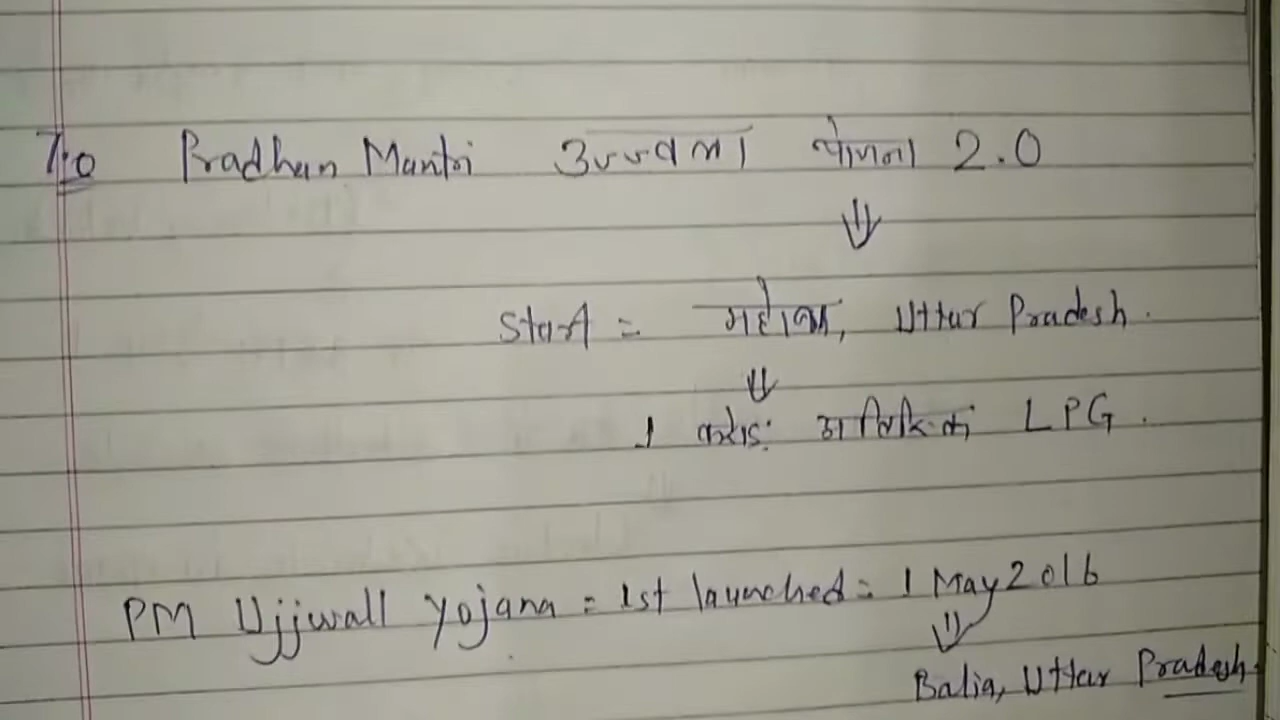 7.0 Pradhan Mantri उज्जवला योजना 2.0
⇓
Start = महोबा, Uttar Pradesh.
⇓
1 करोड़ अतिरिक्त LPG.
PM Ujjwall Yojana = 1st launched = 1 May 2016
⇓
Balia, Uttar Pradesh